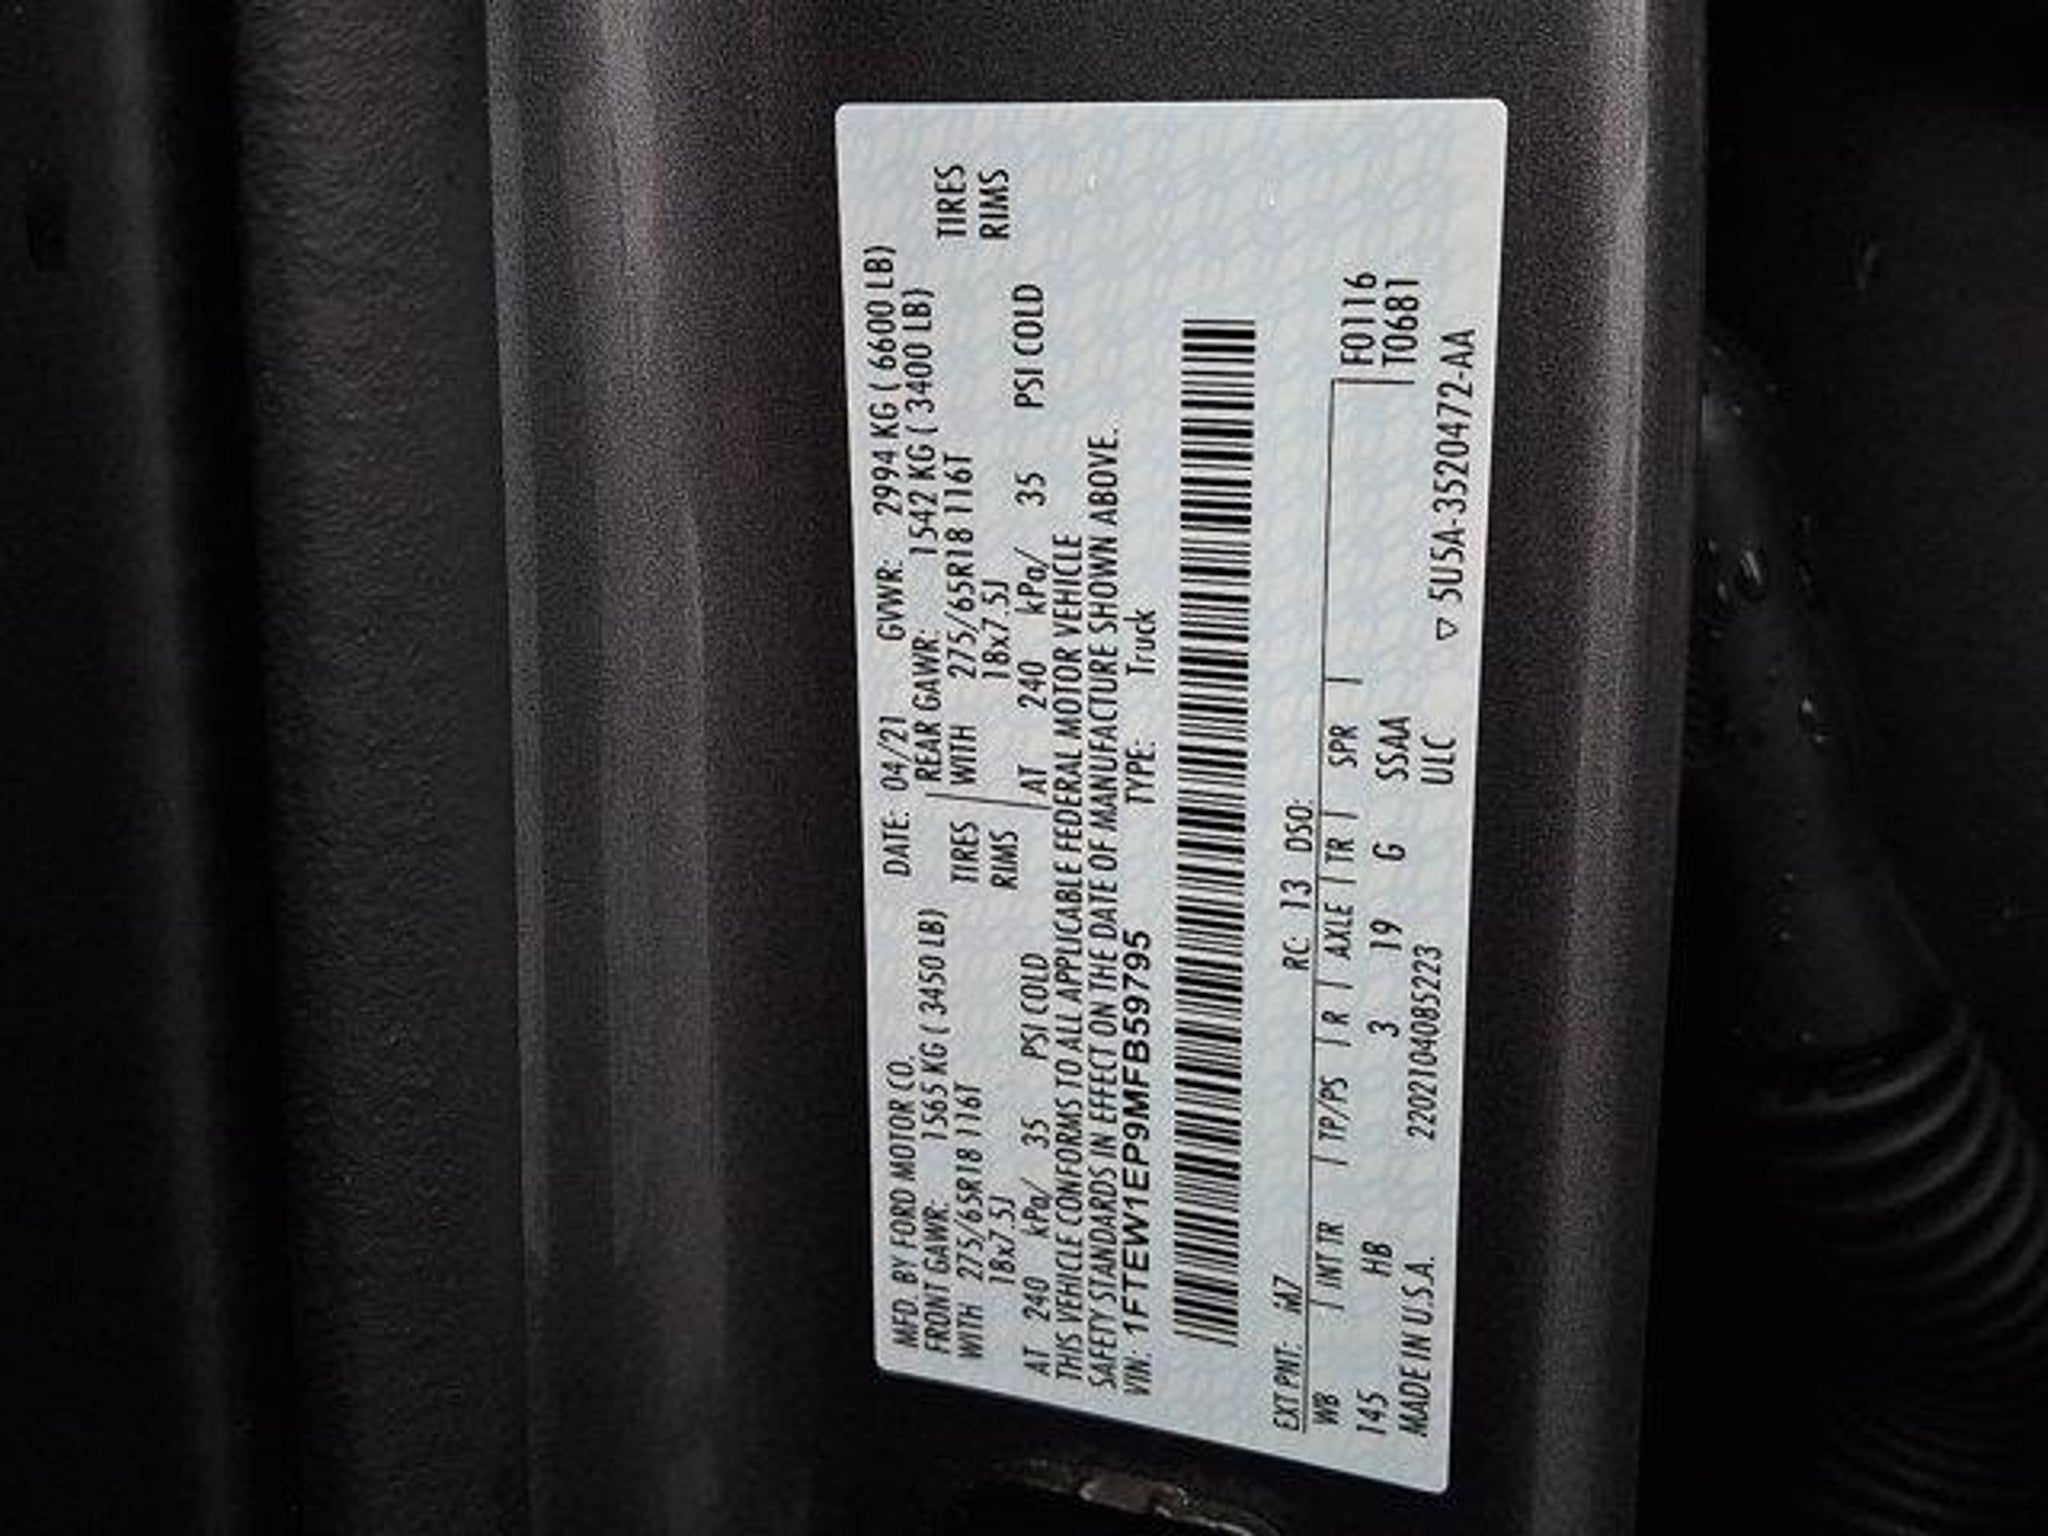 MFD. BY FORD MOTOR CO. DATE: 04/21 GVWR: 2994 KG ( 6600 LB)
FRONT GAWR: 1565 KG ( 3450 LB) REAR GAWR: 1542 KG ( 3400 LB)
WITH 275/65R18 116T TIRES WITH 275/65R18 116T TIRES
18x7.5J RIMS 18x7.5J RIMS
AT 240 kPa/ 35 PSI COLD AT 240 kPa/ 35 PSI COLD
THIS VEHICLE CONFORMS TO ALL APPLICABLE FEDERAL MOTOR VEHICLE
SAFETY STANDARDS IN EFFECT ON THE DATE OF MANUFACTURE SHOWN ABOVE.
VIN: 1FTEW1EP9MFB59795 TYPE: Truck
EXT PNT: M7 RC: 13 DSO:
WB | INT TR | TP/PS | R | AXLE | TR | SPR | F0116
145 HB 3 19 G SSAA T0681
MADE IN U.S.A. 22021040085223 ULC
▽ 5U5A-3520472-AA